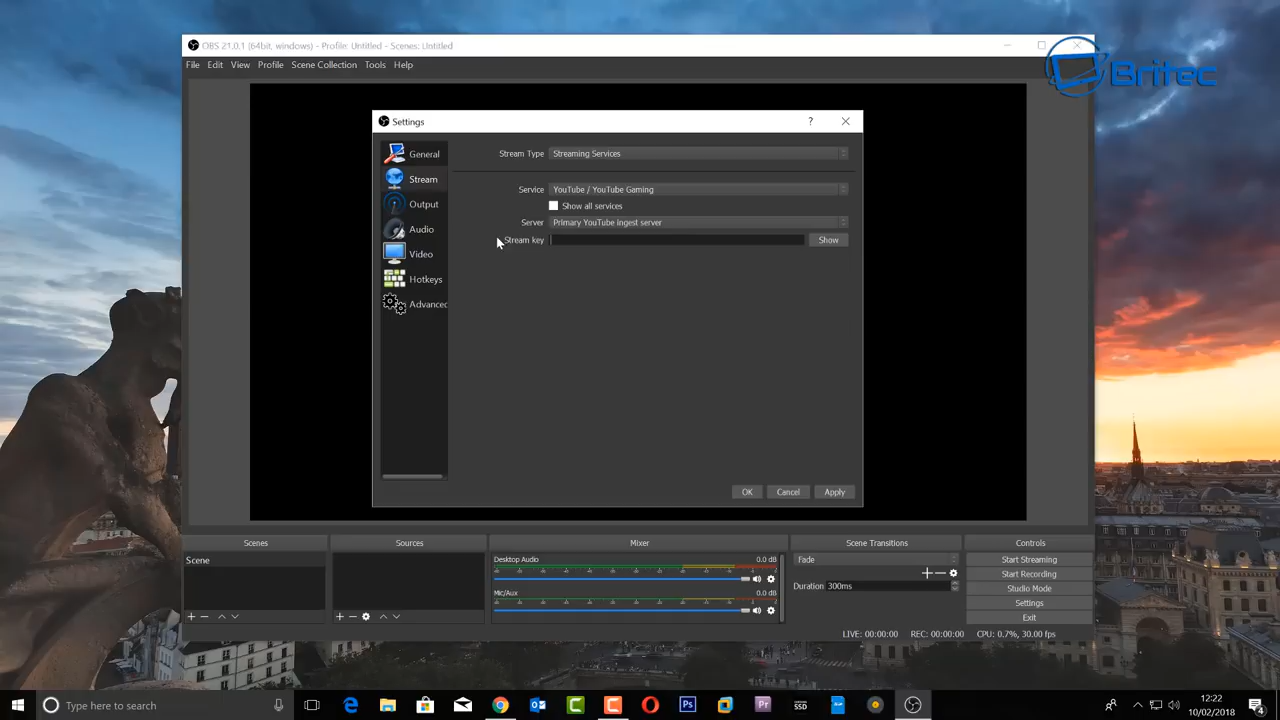 OBS 21.0.1 (64bit, windows) - Profile: Untitled - Scenes: Untitled
Britec
File Edit View Profile Scene Collection Tools Help
Settings ?
General
Stream
Output
Audio
Video
Hotkeys
Advanced
Stream Type Streaming Services
Service YouTube / YouTube Gaming
Show all services
Server Primary YouTube ingest server
Stream key Show
OK Cancel Apply
Scenes Sources Mixer Scene Transitions Controls
Scene
Desktop Audio 0.0 dB
Mic/Aux 0.0 dB
Fade
Duration 300ms
Start Streaming
Start Recording
Studio Mode
Settings
Exit
LIVE: 00:00:00 REC: 00:00:00 CPU: 0.7%, 30.00 fps
Type here to search
Ps
Pr
SSD
12:22
10/02/2018
4